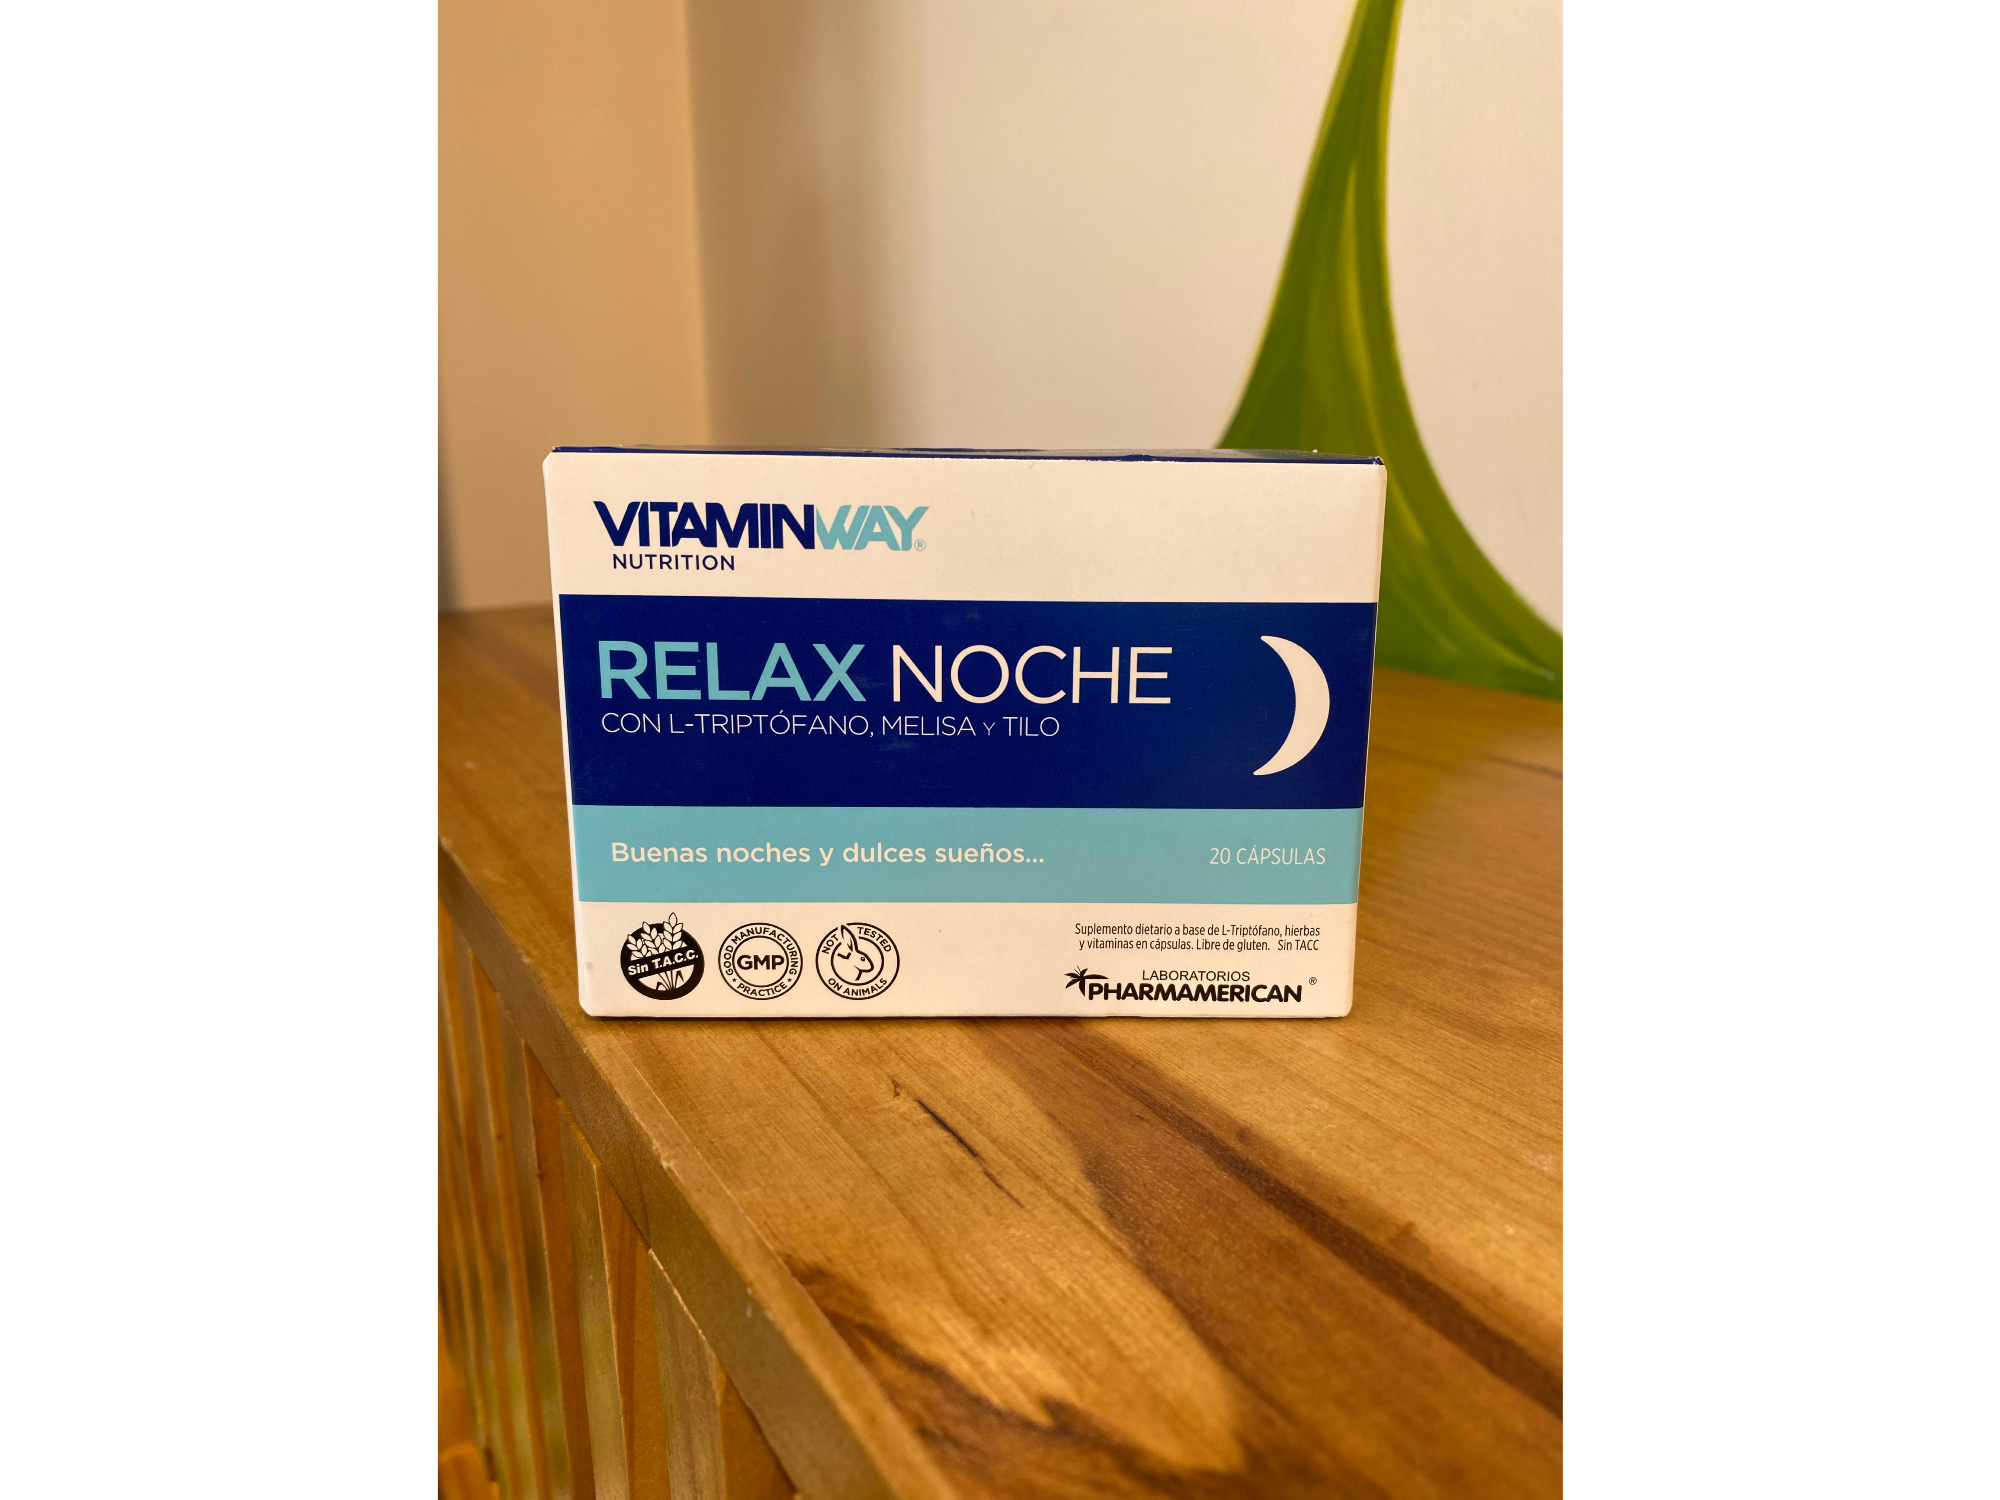 VITAMINWAY®
NUTRITION
RELAX NOCHE
CON L-TRIPTÓFANO, MELISA Y TILO
Buenas noches y dulces sueños...
20 CÁPSULAS
Sin T.A.C.C.
GOOD MANUFACTURING
GMP
PRACTICE
NOT TESTED
ON ANIMALS
Suplemento dietario a base de L-Triptófano, hierbas
y vitaminas en cápsulas. Libre de gluten. Sin TACC
LABORATORIOS
PHARMAMERICAN ®